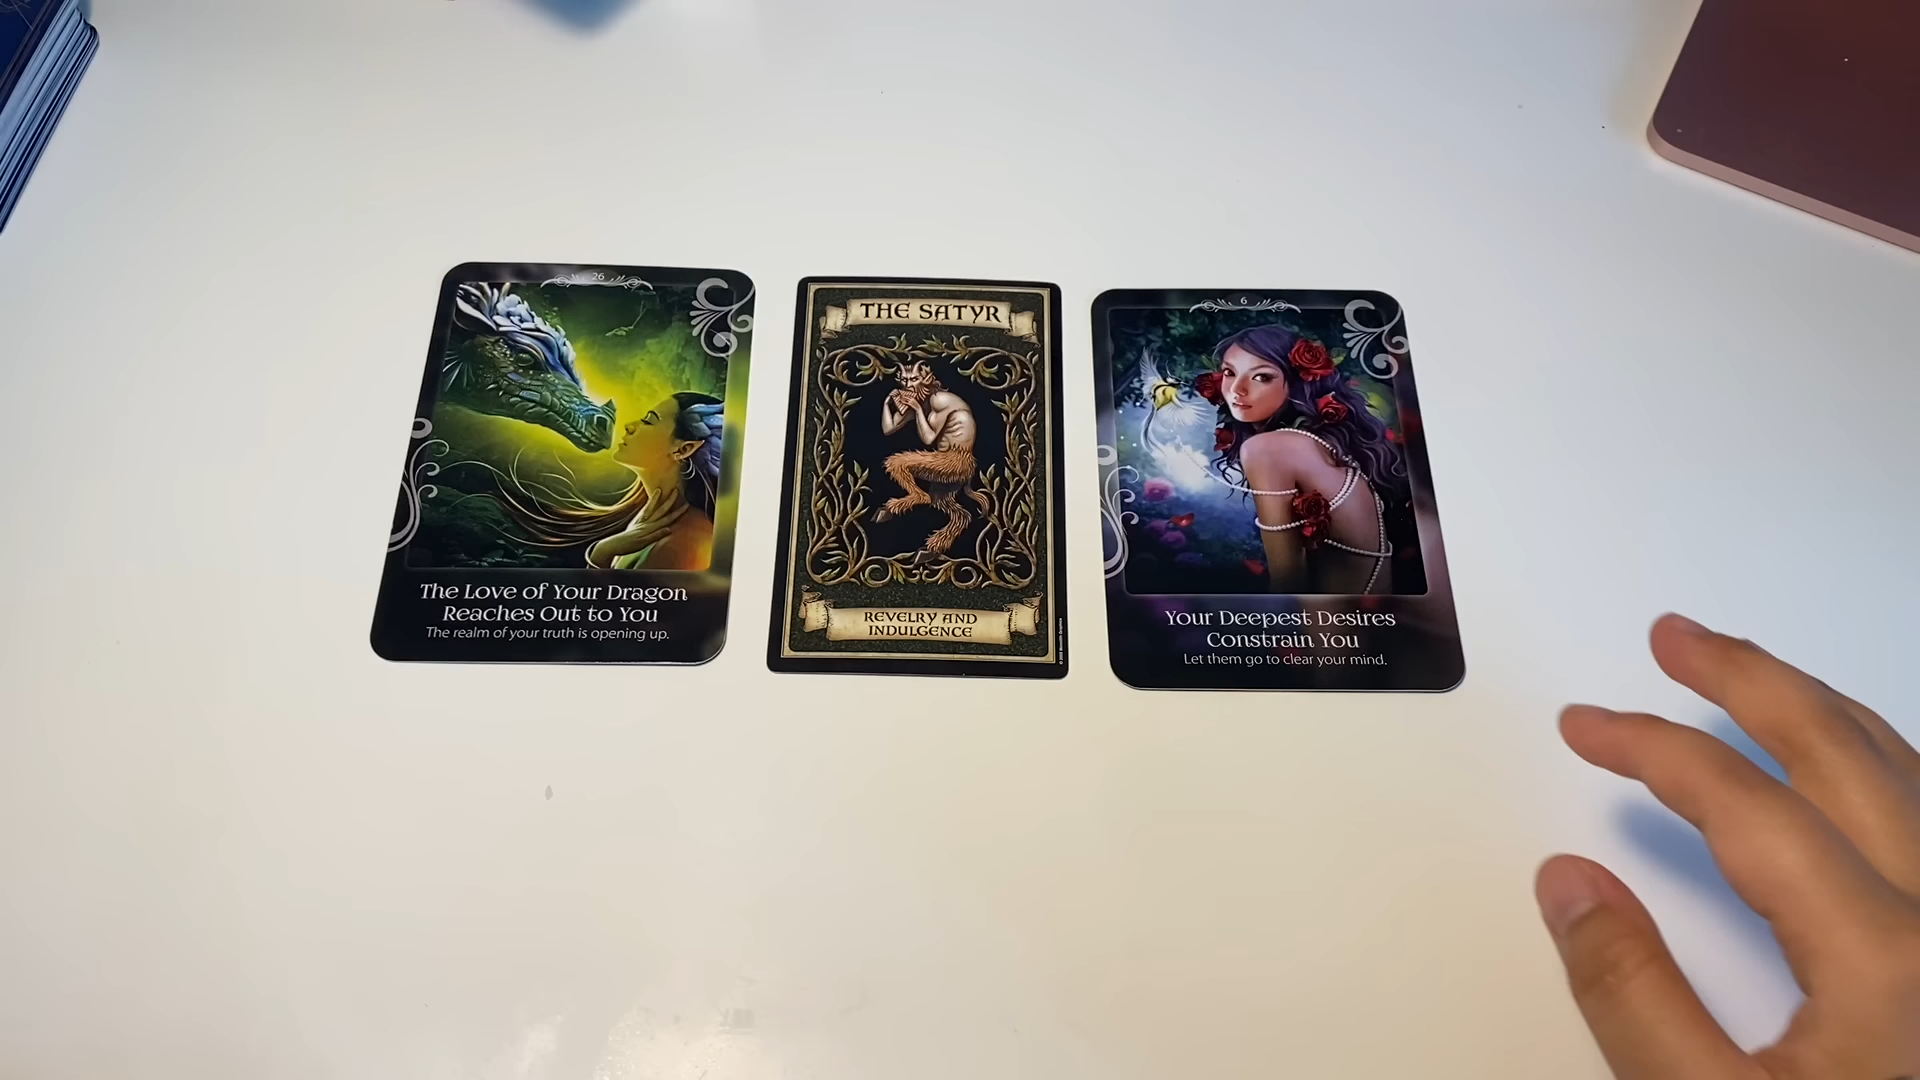 26
The Love of Your Dragon
Reaches Out to You
The realm of your truth is opening up.
THE SATYR
REVELRY AND
INDULGENCE
6
Your Deepest Desires
Constrain You
Let them go to clear your mind.